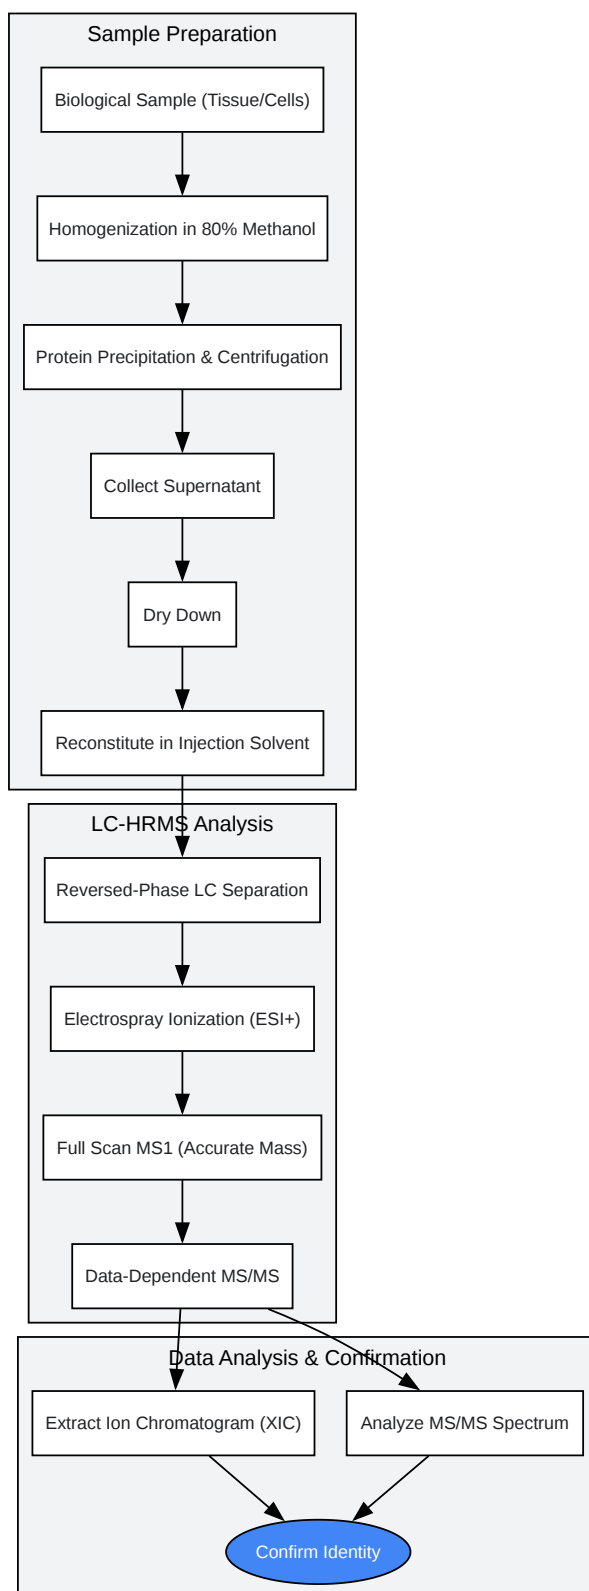 Sample Preparation
Biological Sample (Tissue/Cells)
Homogenization in 80% Methanol
Protein Precipitation & Centrifugation
Collect Supernatant
Dry Down
Reconstitute in Injection Solvent
LC-HRMS Analysis
Reversed-Phase LC Separation
Electrospray Ionization (ESI+)
Full Scan MS1 (Accurate Mass)
Data-Dependent MS/MS
Data Analysis & Confirmation
Extract Ion Chromatogram (XIC)
Analyze MS/MS Spectrum
Confirm Identity